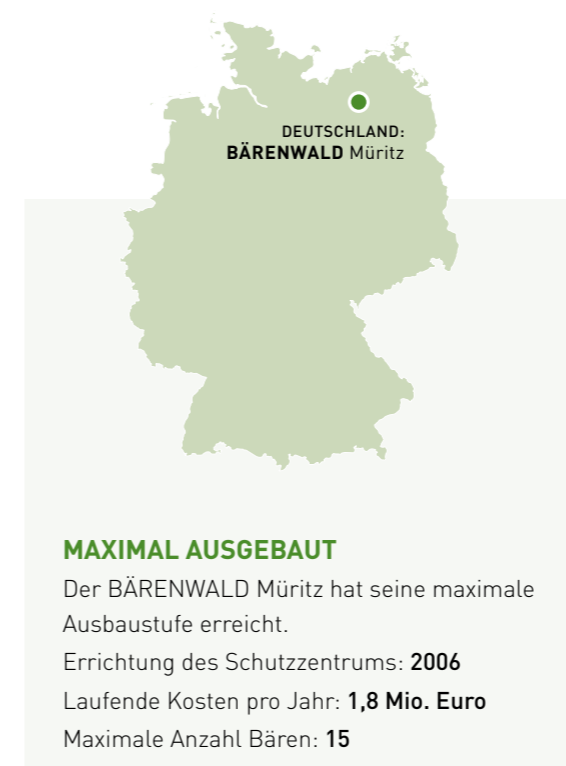 DEUTSCHLAND:
BÄRENWALD Müritz
MAXIMAL AUSGEBAUT
Der BÄRENWALD Müritz hat seine maximale
Ausbaustufe erreicht.
Errichtung des Schutzzentrums: 2006
Laufende Kosten pro Jahr: 1,8 Mio. Euro
Maximale Anzahl Bären: 15